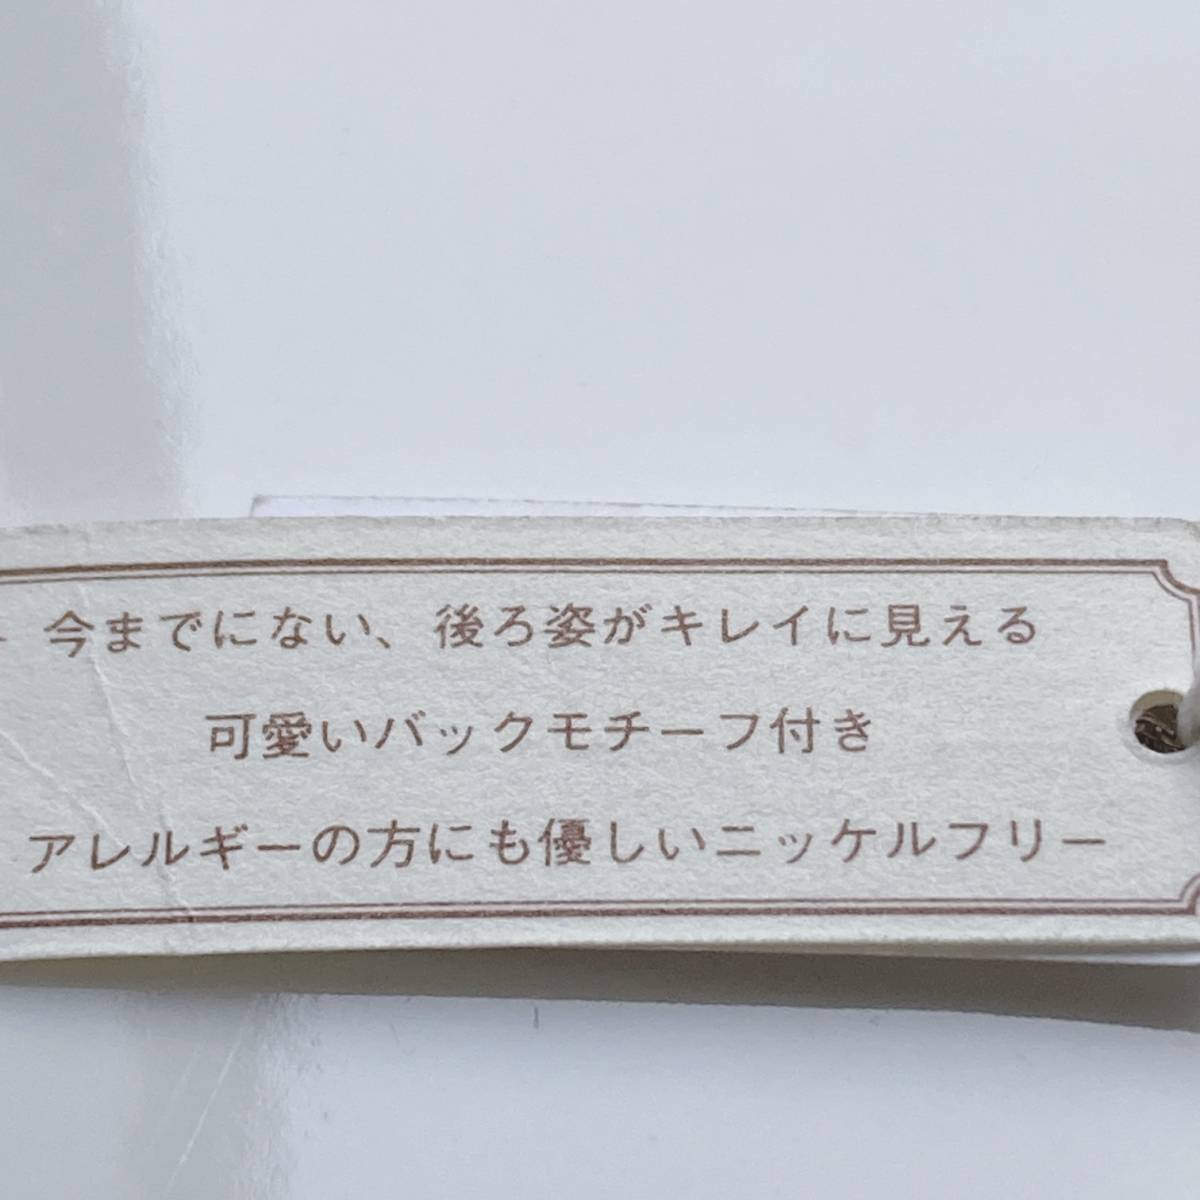 今までにない、後ろ姿がキレイに見える
可愛いバックモチーフ付き
アレルギーの方にも優しいニッケルフリー